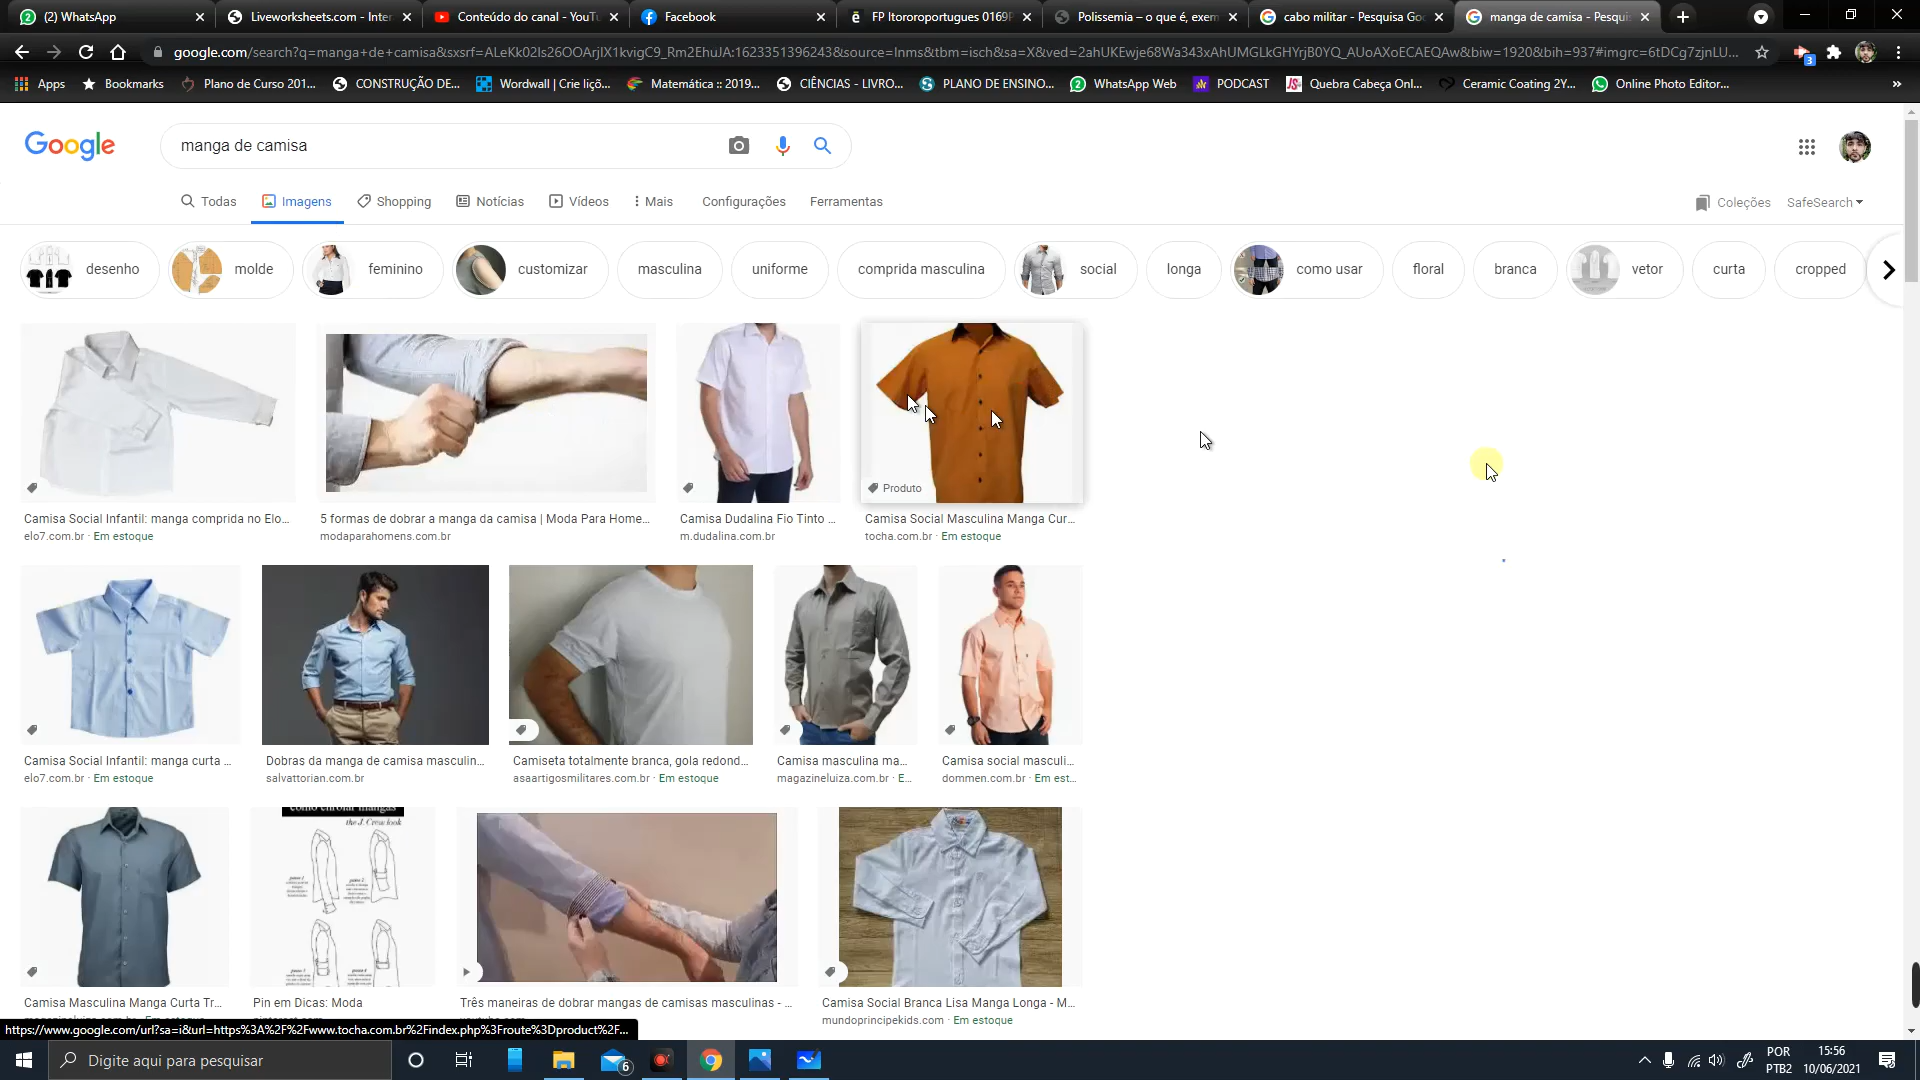 (2) WhatsApp
Liveworksheets.com - Inter
Conteúdo do canal - YouTu
Facebook
FP Itororoportugues 0169P
Polissemia – o que é, exem
cabo militar - Pesquisa Goo
manga de camisa - Pesqui
google.com/search?q=manga+de+camisa&sxsrf=ALeKk02Is26OOArjlX1kvigC9_Rm2EhuJA:1623351396243&source=lnms&tbm=isch&sa=X&ved=2ahUKEwje68Wa343xAhUMGLkGHYrjB0YQ_AUoAXoECAEQAw&biw=1920&bih=937#imgrc=6tDCg7zjnLU...
3
Apps
Bookmarks
Plano de Curso 201...
CONSTRUÇÃO DE...
Wordwall | Crie liçõ...
Matemática :: 2019...
CIÊNCIAS - LIVRO...
PLANO DE ENSINO...
WhatsApp Web
PODCAST
Quebra Cabeça Onl...
Ceramic Coating 2Y...
Online Photo Editor...
»
Google
manga de camisa
Todas
Imagens
Shopping
Notícias
Vídeos
Mais
Configurações
Ferramentas
Coleções
SafeSearch
desenho
molde
feminino
customizar
masculina
uniforme
comprida masculina
social
longa
como usar
floral
branca
vetor
curta
cropped
Produto
Camisa Social Infantil: manga comprida no Elo...
elo7.com.br · Em estoque
5 formas de dobrar a manga da camisa | Moda Para Home...
modaparahomens.com.br
Camisa Dudalina Fio Tinto ...
m.dudalina.com.br
Camisa Social Masculina Manga Cur...
tocha.com.br · Em estoque
Camisa Social Infantil: manga curta ...
elo7.com.br · Em estoque
Dobras da manga de camisa masculin...
salvattorian.com.br
Camiseta totalmente branca, gola redond...
asaartigosmilitares.com.br · Em estoque
Camisa masculina ma...
magazineluiza.com.br · E...
Camisa social masculi...
dommen.com.br · Em est...
como enrolar mangas
the J. Crew look
Camisa Masculina Manga Curta Tr...
Pin em Dicas: Moda
Três maneiras de dobrar mangas de camisas masculinas - ...
Camisa Social Branca Lisa Manga Longa - M...
mundoprincipekids.com · Em estoque
https://www.google.com/url?sa=i&url=https%3A%2F%2Fwww.tocha.com.br%2Findex.php%3Froute%3Dproduct%2F...
Digite aqui para pesquisar
6
POR
PTB2
15:56
10/06/2021